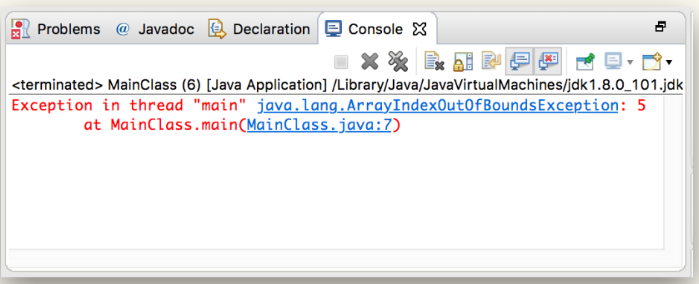 Problems @ Javadoc Declaration Console
<terminated> MainClass (6) [Java Application] /Library/Java/JavaVirtualMachines/jdk1.8.0_101.jdk
Exception in thread "main" java.lang.ArrayIndexOutOfBoundsException: 5
at MainClass.main(MainClass.java:7)